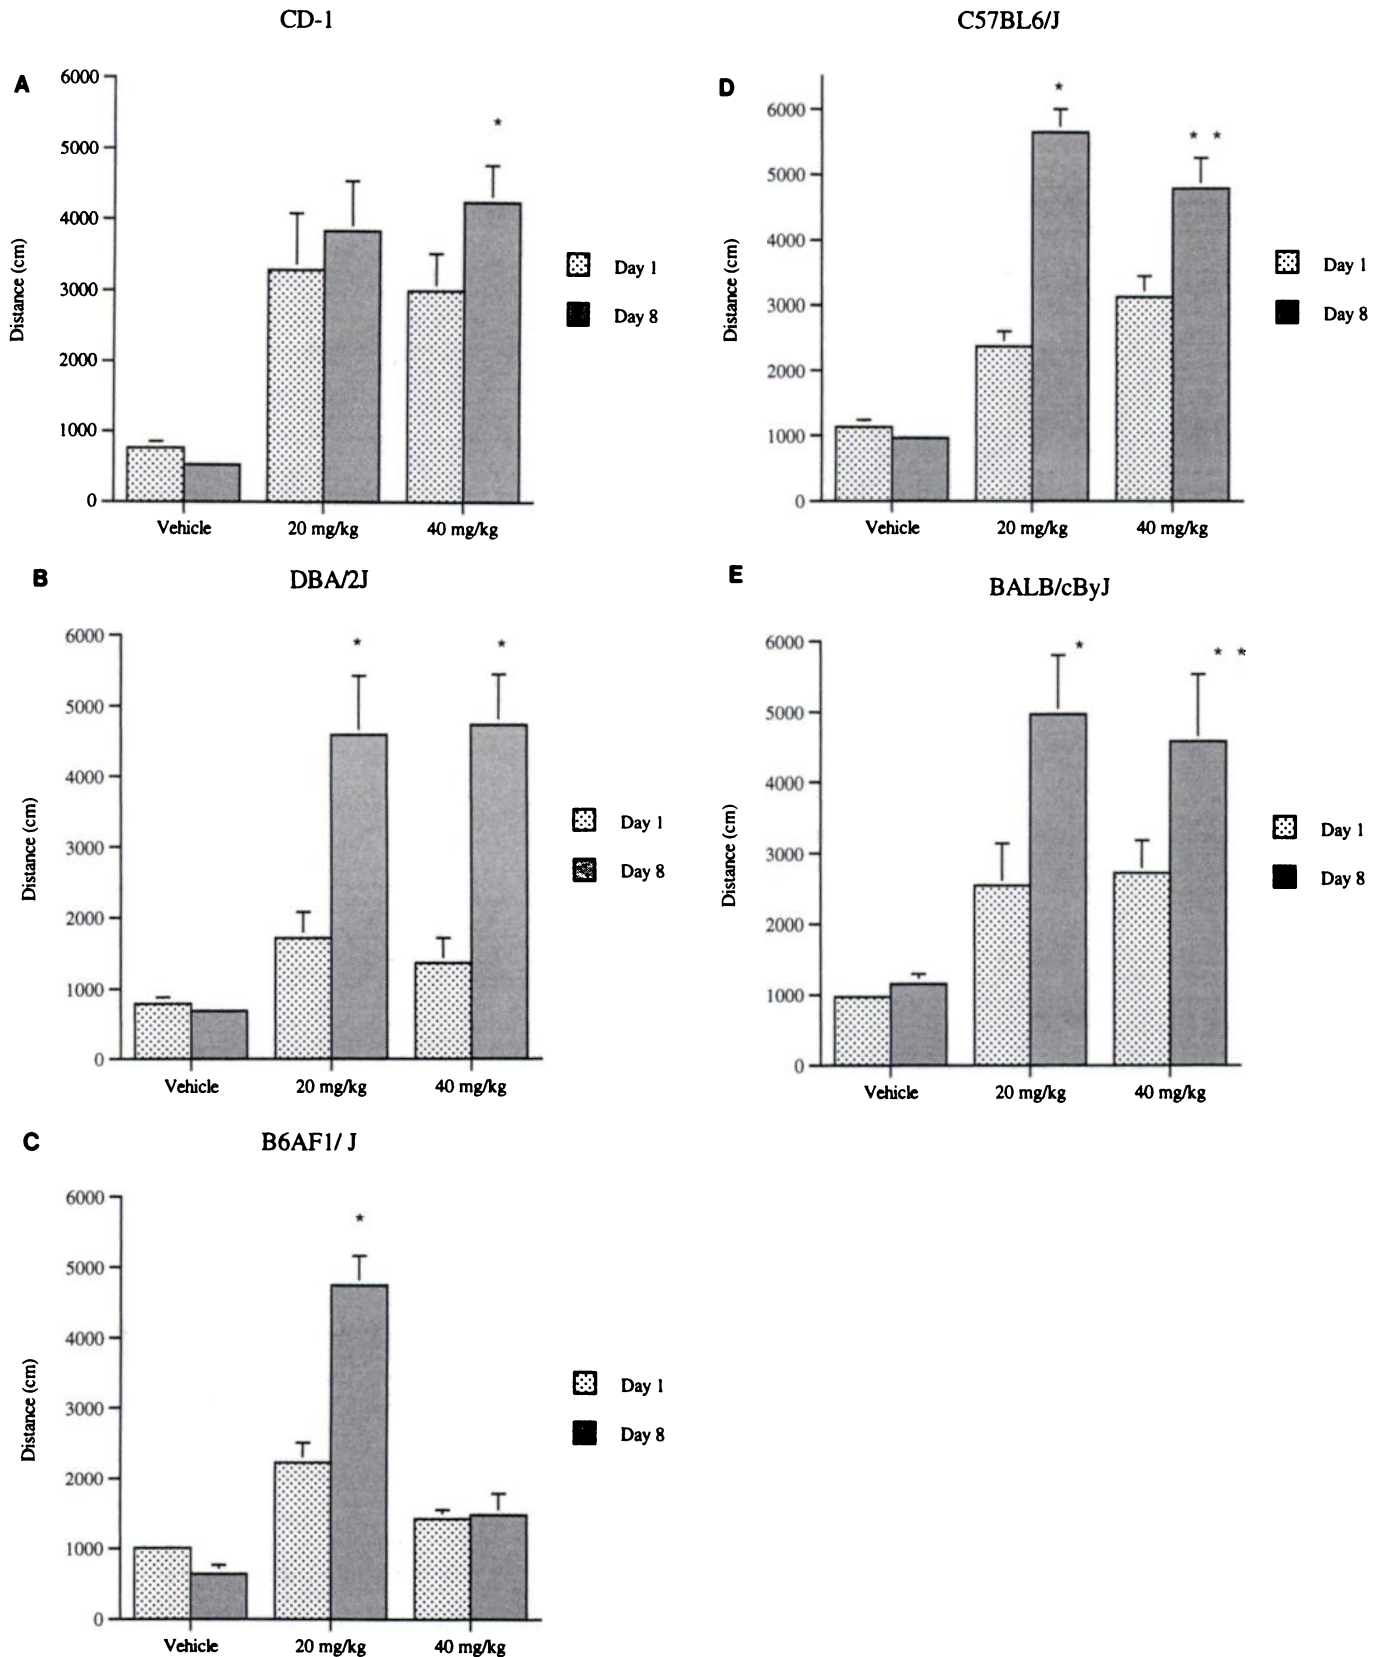 CD-1
A
6000
5000
4000
3000
2000
1000
0
Distance (cm)
Vehicle
20 mg/kg
40 mg/kg
*
Day 1
Day 8
B
DBA/2J
6000
5000
4000
3000
2000
1000
0
Distance (cm)
Vehicle
20 mg/kg
40 mg/kg
*
*
Day 1
Day 8
C
B6AF1/ J
6000
5000
4000
3000
2000
1000
0
Distance (cm)
Vehicle
20 mg/kg
40 mg/kg
*
Day 1
Day 8
C57BL6/J
D
6000
5000
4000
3000
2000
1000
0
Distance (cm)
Vehicle
20 mg/kg
40 mg/kg
*
* *
Day 1
Day 8
E
BALB/cByJ
6000
5000
4000
3000
2000
1000
0
Distance (cm)
Vehicle
20 mg/kg
40 mg/kg
*
* *
Day 1
Day 8